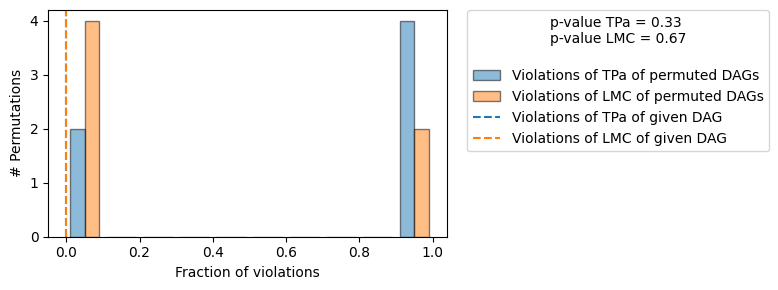 4
3
2
1
0
# Permutations
0.0 0.2 0.4 0.6 0.8 1.0
Fraction of violations
p-value TPa = 0.33
p-value LMC = 0.67
Violations of TPa of permuted DAGs
Violations of LMC of permuted DAGs
Violations of TPa of given DAG
Violations of LMC of given DAG